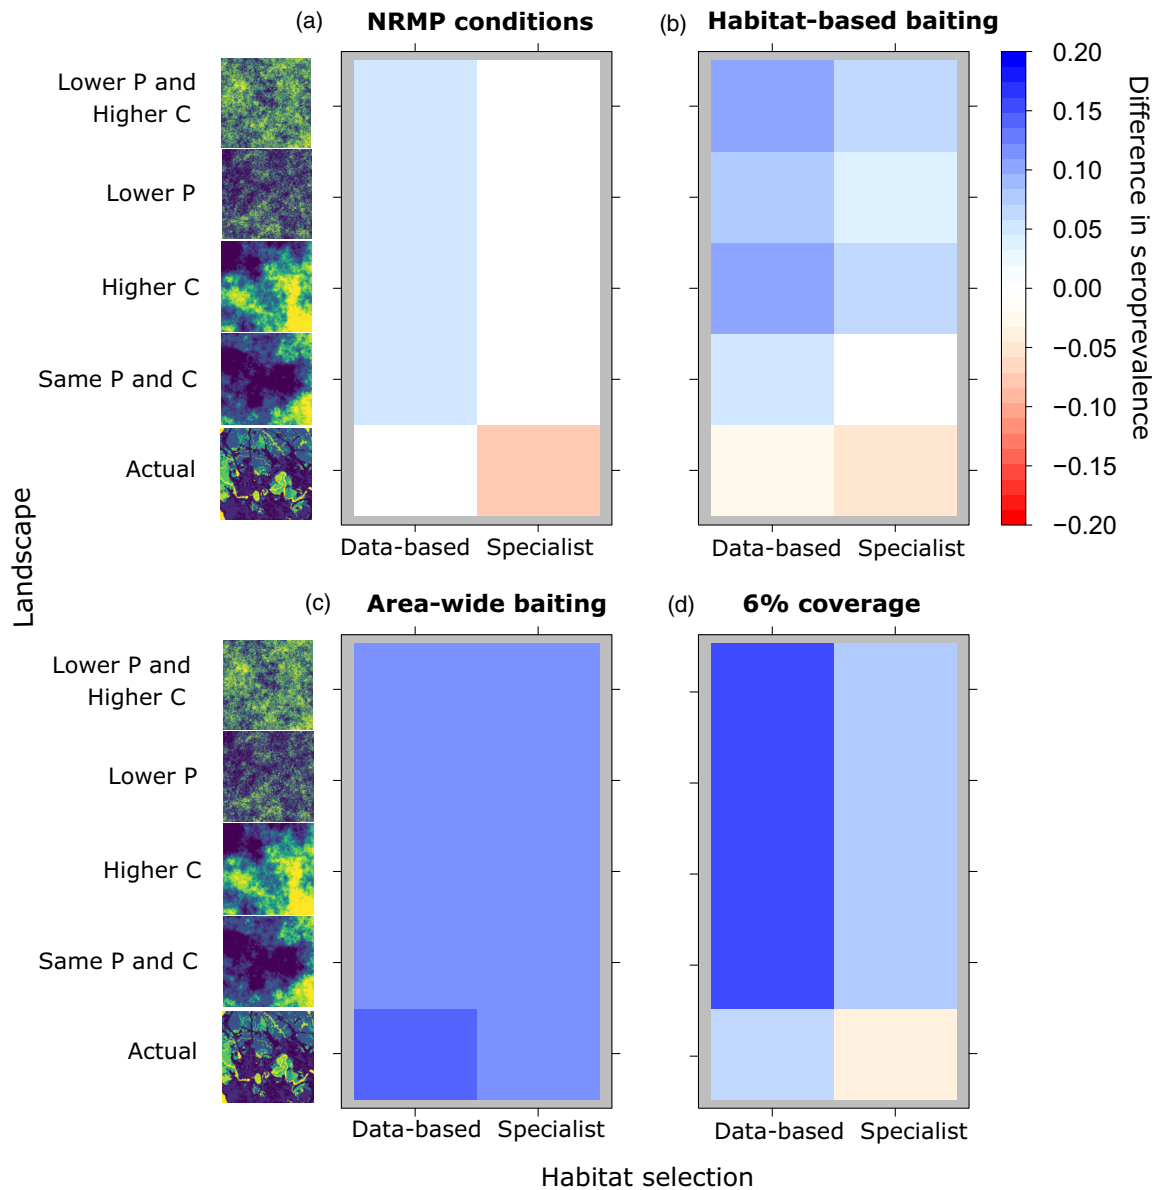 (a) NRMP conditions
(b) Habitat-based baiting
Lower P and
Higher C
Lower P
Higher C
Same P and C
Actual
Data-based Specialist
Data-based Specialist
0.20
0.15
0.10
0.05
0.00
−0.05
−0.10
−0.15
−0.20
Difference in seroprevalence
Landscape
(c) Area-wide baiting
(d) 6% coverage
Lower P and
Higher C
Lower P
Higher C
Same P and C
Actual
Data-based Specialist
Data-based Specialist
Habitat selection